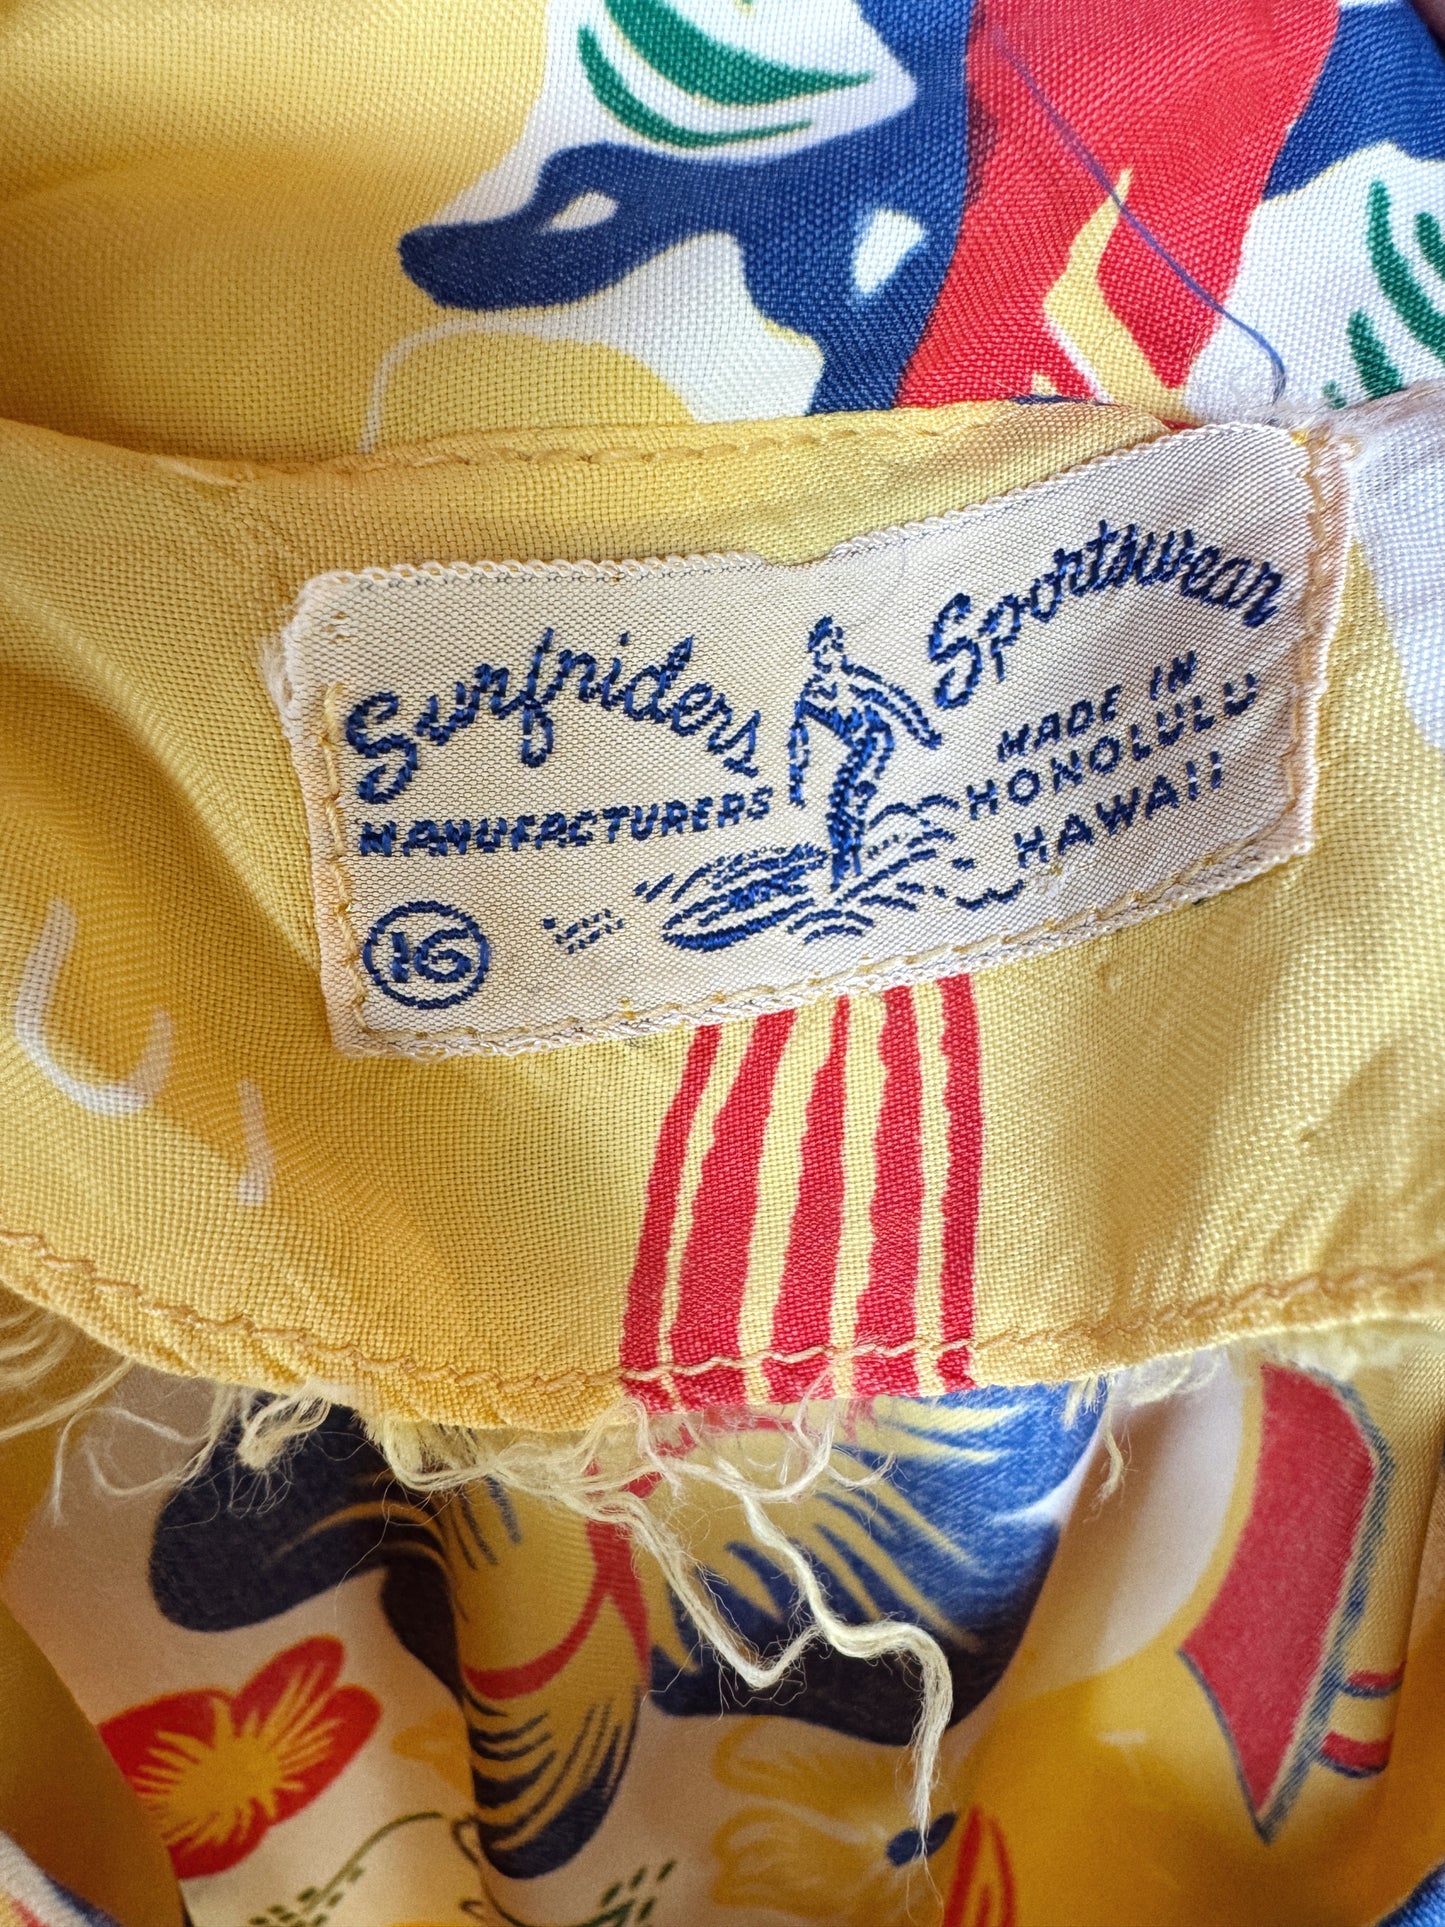 Surfriders Sportswear
MANUFACTURERS
MADE IN
HONOLULU
HAWAII
16